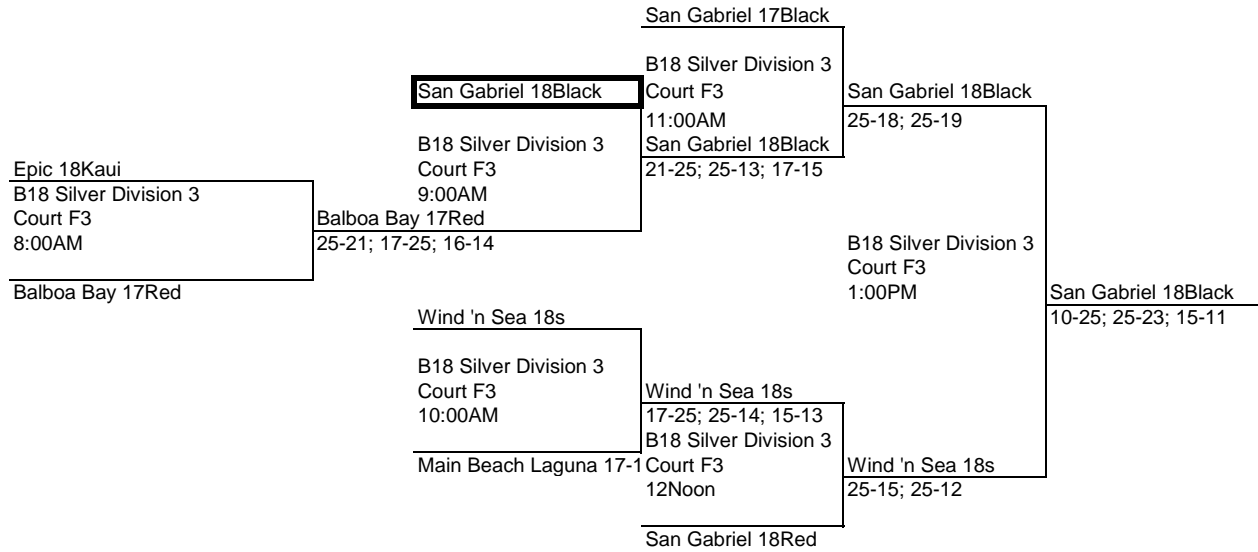 San Gabriel 17Black
B18 Silver Division 3
San Gabriel 18Black
Court F3
San Gabriel 18Black
11:00AM
25-18; 25-19
B18 Silver Division 3
San Gabriel 18Black
Epic 18Kaui
Court F3
21-25; 25-13; 17-15
B18 Silver Division 3
9:00AM
Court F3
Balboa Bay 17Red
8:00AM
25-21; 17-25; 16-14
B18 Silver Division 3
Court F3
Balboa Bay 17Red
1:00PM
San Gabriel 18Black
Wind 'n Sea 18s
10-25; 25-23; 15-11
B18 Silver Division 3
Court F3
Wind 'n Sea 18s
10:00AM
17-25; 25-14; 15-13
B18 Silver Division 3
Main Beach Laguna 17-1
Court F3
Wind 'n Sea 18s
12Noon
25-15; 25-12
San Gabriel 18Red